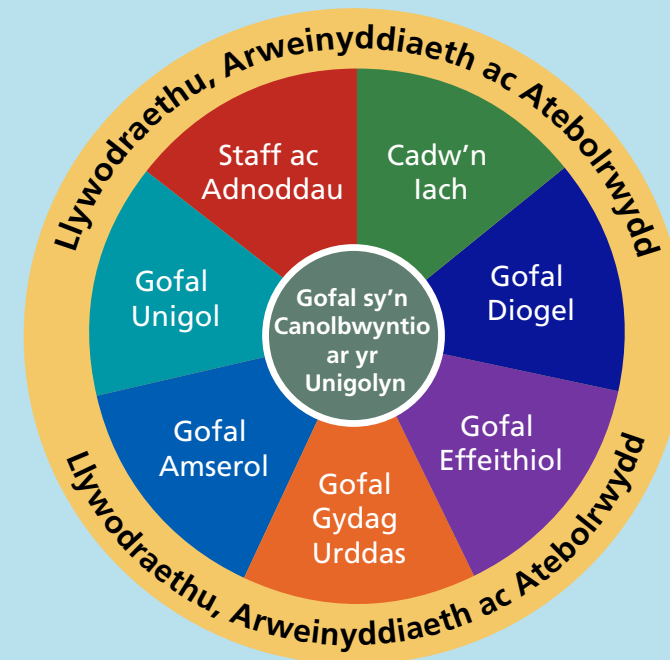 Llywodraethu, Arweinyddiaeth ac Atebolrwydd
Staff ac
Adnoddau
Cadw’n
Iach
Gofal
Diogel
Gofal
Effeithiol
Gofal
Gydag
Urddas
Gofal
Amserol
Gofal
Unigol
Gofal sy’n
Canolbwyntio
ar yr
Unigolyn
Llywodraethu, Arweinyddiaeth ac Atebolrwydd